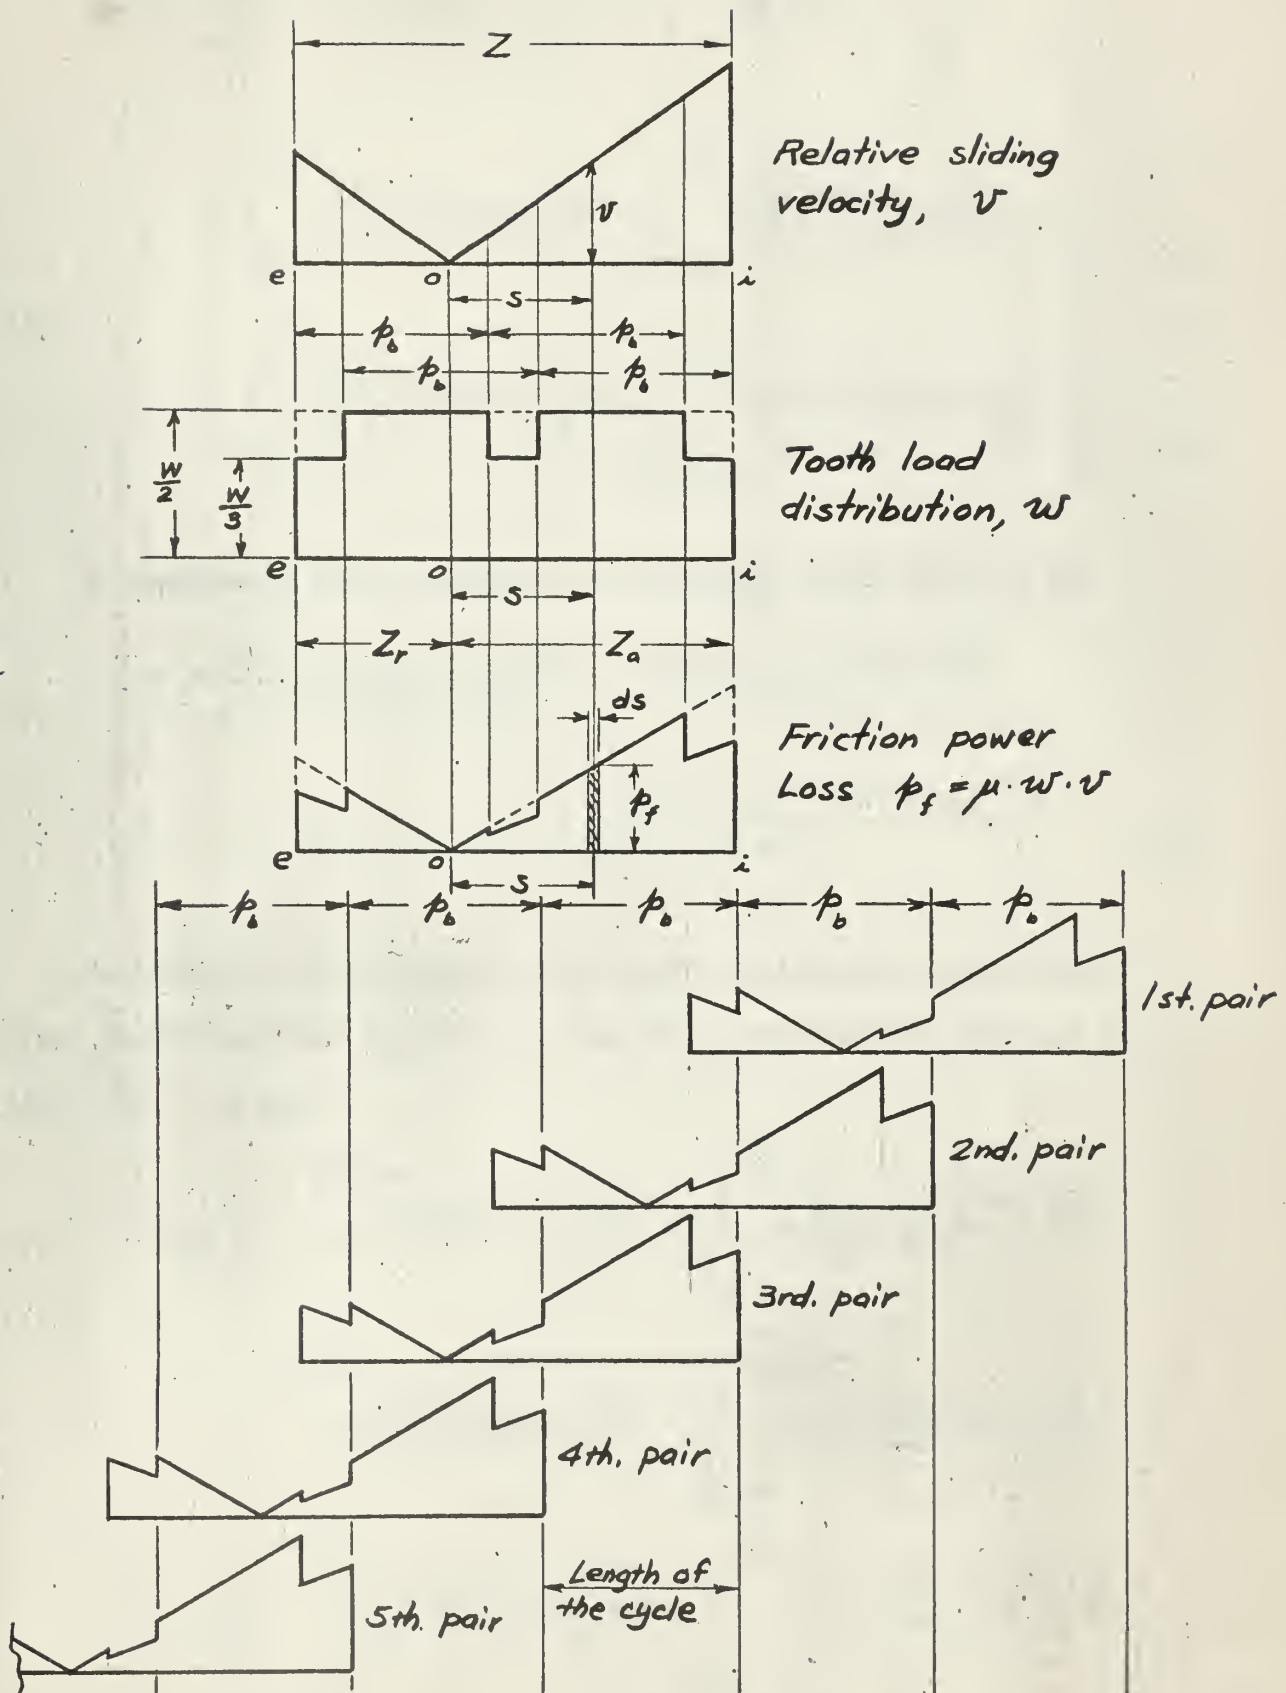 Z
Relative sliding
velocity, v
v
e o i
s
p_b p_b
p_b p_b
W/2
W/3
Tooth load
distribution, w
e o i
s
Z_r Z_a
ds
Friction power
Loss p_f = μ·w·v
p_f
e o i
s
p_b p_b p_b p_b p_b
1st. pair
2nd. pair
3rd. pair
4th. pair
Length of
the cycle
5th. pair